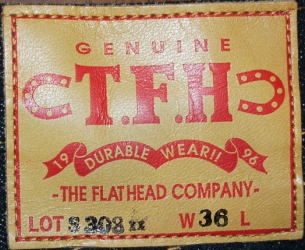 GENUINE
T.F.H
19 DURABLE WEAR!! 96
-THE FLATHEAD COMPANY-
LOT S308xx W36 L